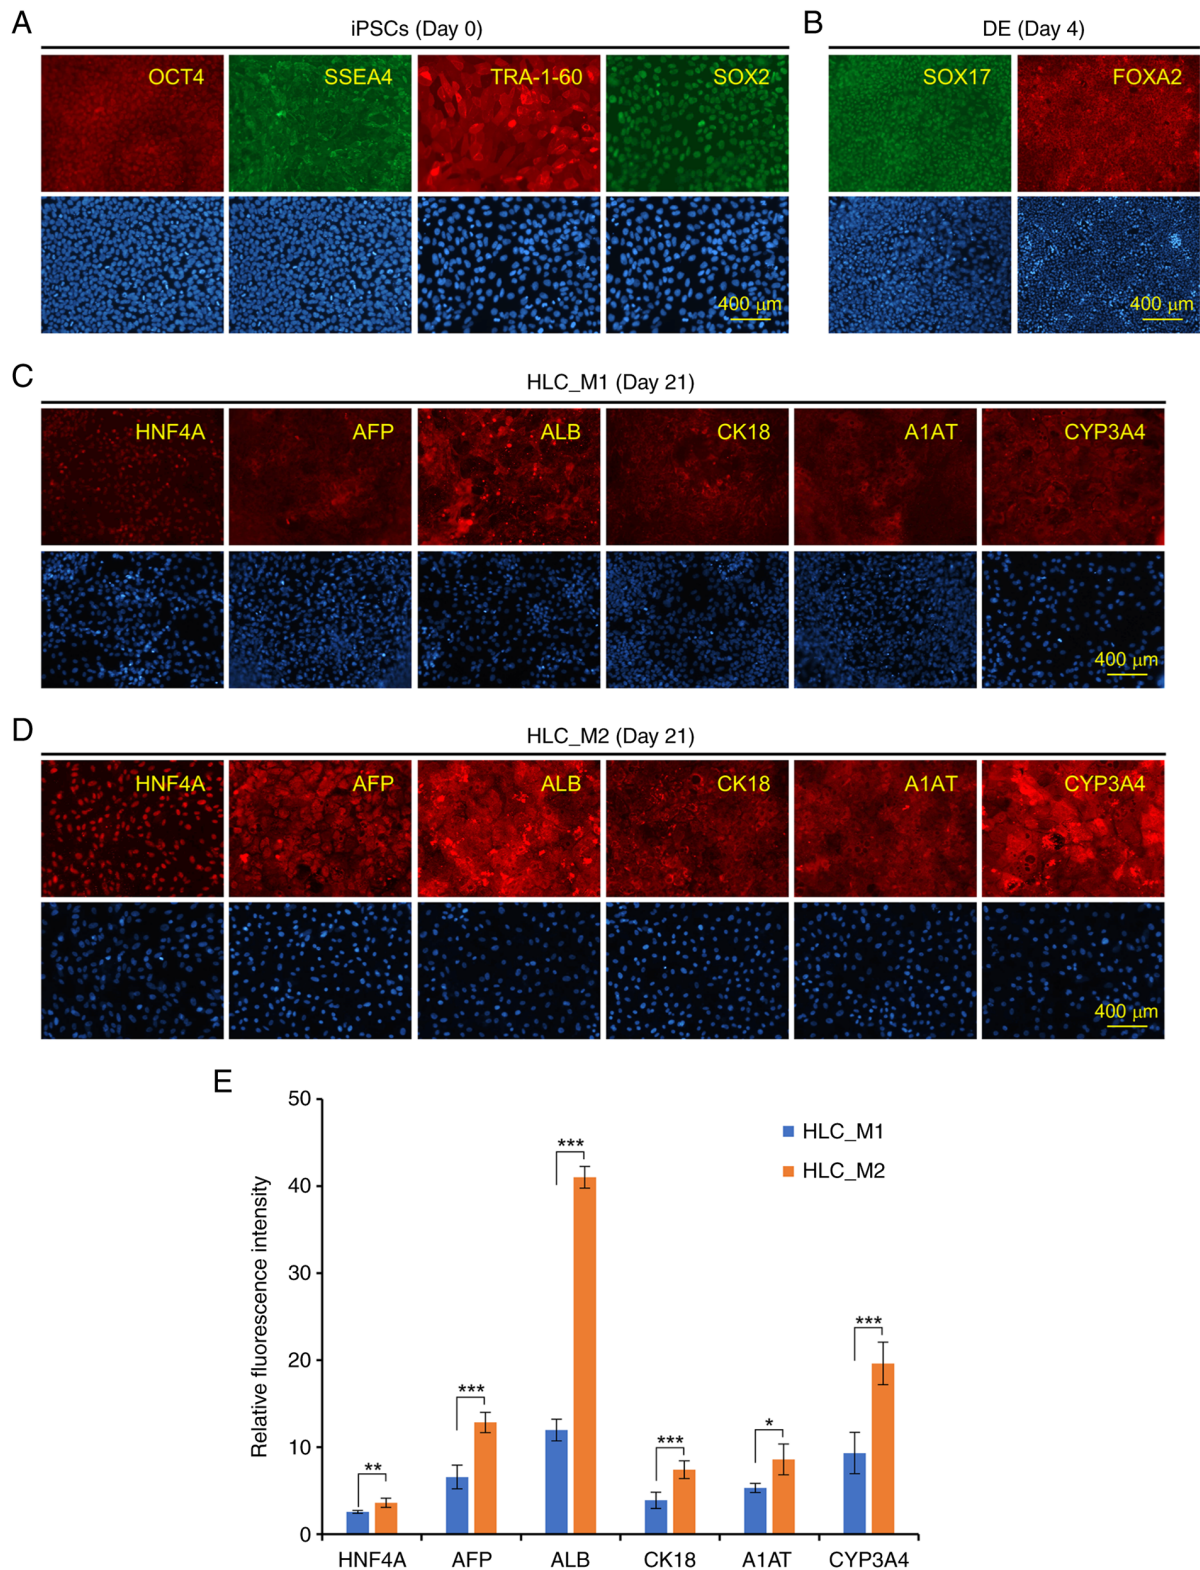 A
iPSCs (Day 0)
B
DE (Day 4)
OCT4
SSEA4
TRA-1-60
SOX2
SOX17
FOXA2
400 μm
400 μm
C
HLC_M1 (Day 21)
HNF4A
AFP
ALB
CK18
A1AT
CYP3A4
400 μm
D
HLC_M2 (Day 21)
HNF4A
AFP
ALB
CK18
A1AT
CYP3A4
400 μm
E
Relative fluorescence intensity
50
40
30
20
10
0
HLC_M1
HLC_M2
**
***
***
***
*
***
HNF4A
AFP
ALB
CK18
A1AT
CYP3A4